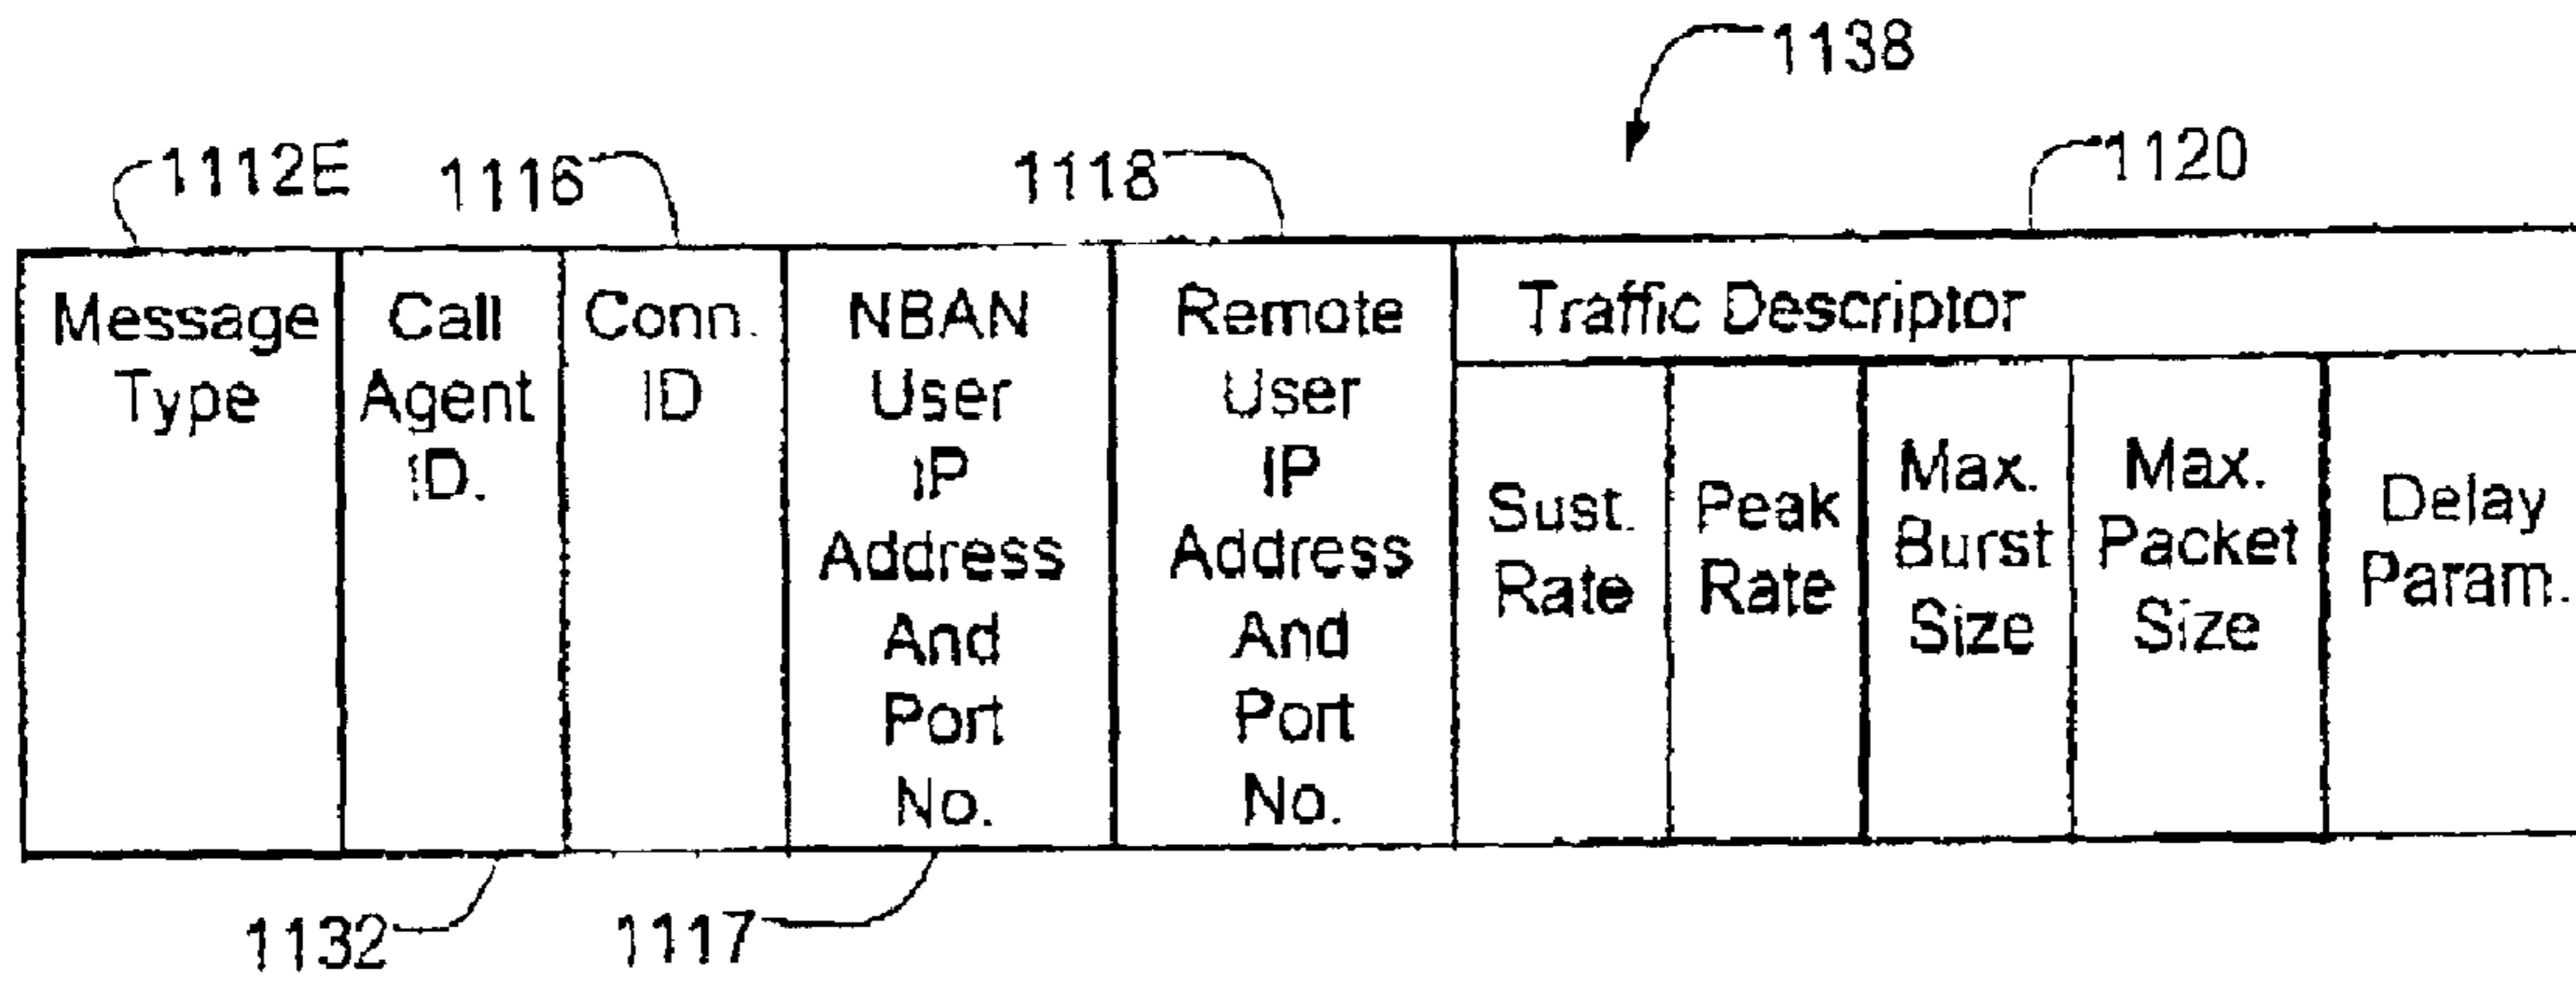 1138
1112E
1116
1118
1120
Message
Type
Call
Agent
ID.
Conn.
ID
NBAN
User
IP
Address
And
Port
No.
Remote
User
IP
Address
And
Port
No.
Traffic Descriptor
Sust.
Rate
Peak
Rate
Max.
Burst
Size
Max.
Packet
Size
Delay
Param.
1132
1117